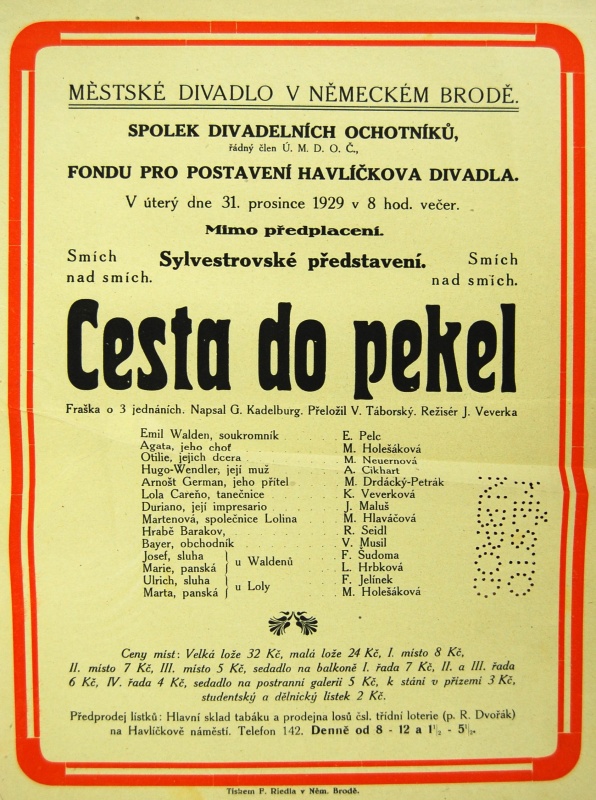 MĚSTSKÉ DIVADLO V NĚMECKÉM BRODĚ.
SPOLEK DIVADELNÍCH OCHOTNÍKŮ,
řádný člen Ú. M. D. O. Č.,
FONDU PRO POSTAVENÍ HAVLÍČKOVA DIVADLA.
V úterý dne 31. prosince 1929 v 8 hod. večer.
Mimo předplacení.
Smích nad smích.
Sylvestrovské představení.
Smích nad smích.
Cesta do pekel
Fraška o 3 jednáních. Napsal G. Kadelburg. Přeložil V. Táborský. Režisér J. Veverka
Emil Walden, soukromník . . . . E. Pelc
Agata, jeho choť . . . . M. Holešáková
Otilie, jejich dcera . . . . M. Neuernová
Hugo-Wendler, její muž . . . . A. Cikhart
Arnošt German, jeho přítel . . . . M. Drdácký-Petrák
Lola Careño, tanečnice . . . . K. Veverková
Duriano, její impresario . . . . J. Maluš
Martenová, společnice Lolina . . . . M. Hlaváčová
Hrabě Barakov, . . . . R. Seidl
Bayer, obchodník . . . . V. Musil
Josef, sluha } u Waldenů . . . . F. Šudoma
Marie, panská } u Waldenů . . . . L. Hrbková
Ulrich, sluha } u Loly . . . . F. Jelínek
Marta, panská } u Loly . . . . M. Holešáková
Ceny míst: Velká lože 32 Kč, malá lože 24 Kč, I. místo 8 Kč,
II. místo 7 Kč, III. místo 5 Kč, sedadlo na balkoně I. řada 7 Kč, II. a III. řada
6 Kč, IV. řada 4 Kč, sedadlo na postranní galerii 5 Kč, k stání v přízemí 3 Kč,
studentský a dělnický lístek 2 Kč.
Předprodej lístků: Hlavní sklad tabáku a prodejna losů čsl. třídní loterie (p. R. Dvořák)
na Havlíčkově náměstí. Telefon 142. Denně od 8 - 12 a 1½ - 5½.
Tiskem F. Riedla v Něm. Brodě.